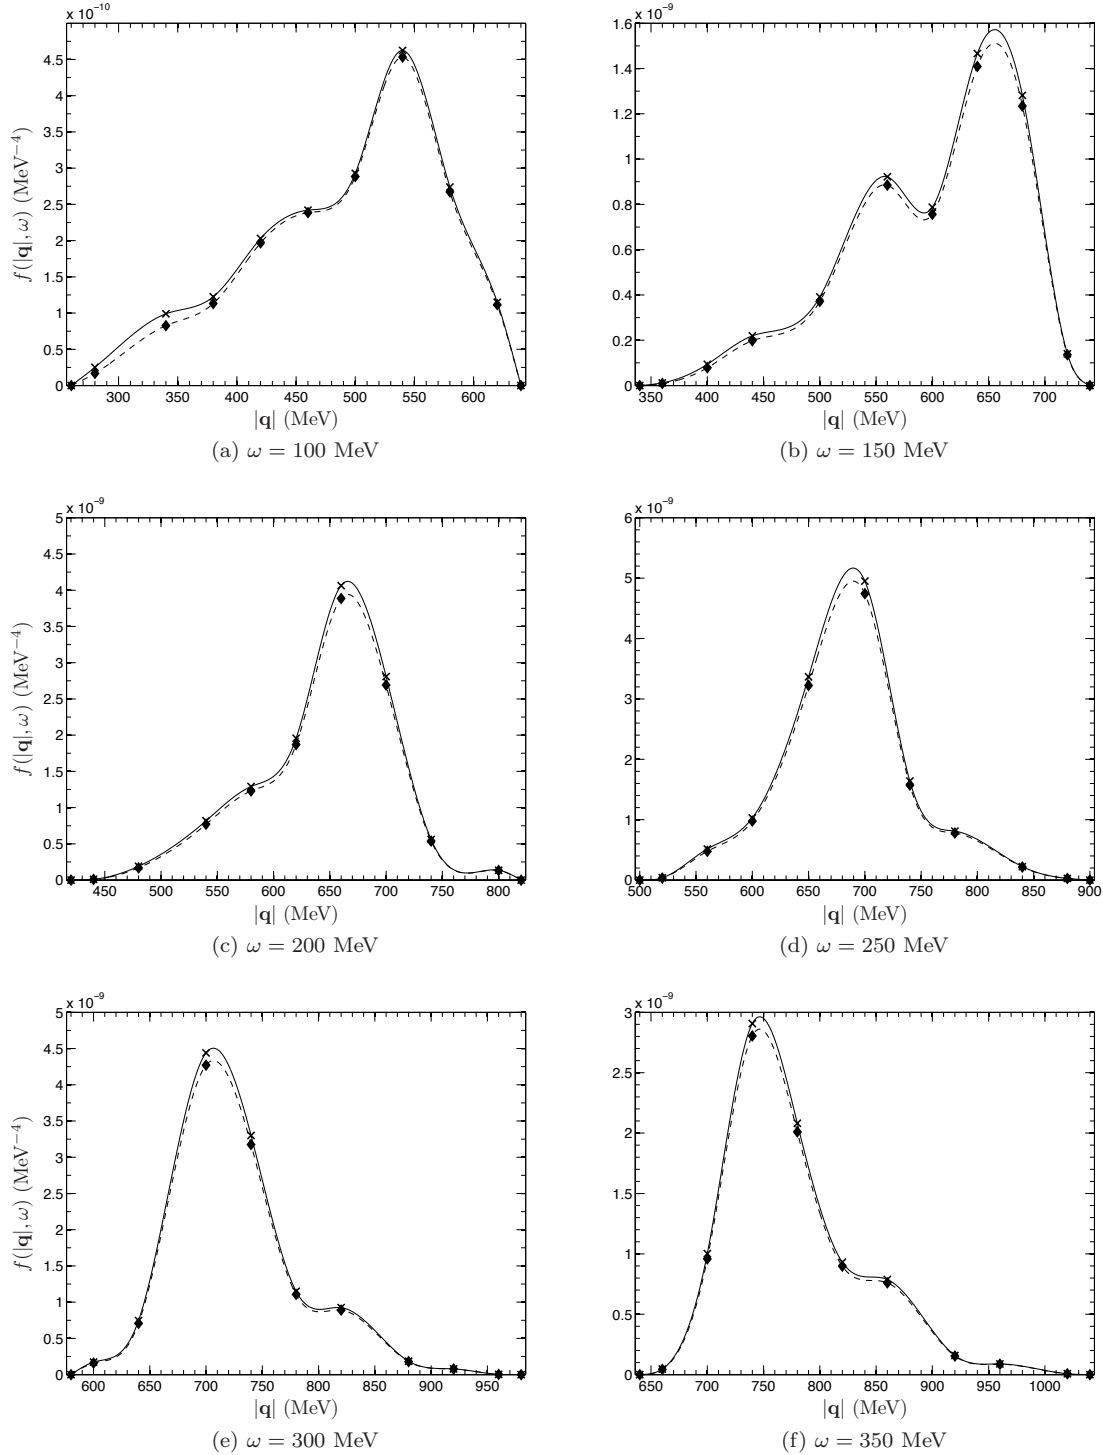 x 10⁻¹⁰
4.5
4
3.5
3
2.5
2
1.5
1
0.5
0
f(|q|, ω) (MeV⁻⁴)
300 350 400 450 500 550 600
|q| (MeV)
(a) ω = 100 MeV
x 10⁻⁹
1.6
1.4
1.2
1
0.8
0.6
0.4
0.2
0
340 400 450 500 550 600 650 700
|q| (MeV)
(b) ω = 150 MeV
x 10⁻⁹
5
4.5
4
3.5
3
2.5
2
1.5
1
0.5
0
f(|q|, ω) (MeV⁻⁴)
450 500 550 600 650 700 750 800
|q| (MeV)
(c) ω = 200 MeV
x 10⁻⁹
6
5
4
3
2
1
0
500 550 600 650 700 750 800 850 900
|q| (MeV)
(d) ω = 250 MeV
x 10⁻⁹
5
4.5
4
3.5
3
2.5
4
1.5
1
0.5
0
f(|q|, ω) (MeV⁻⁴)
600 650 700 750 800 850 900 950
|q| (MeV)
(e) ω = 300 MeV
x 10⁻⁹
3
2.5
2
1.5
1
0.5
0
650 700 750 800 850 900 950 1000
|q| (MeV)
(f) ω = 350 MeV